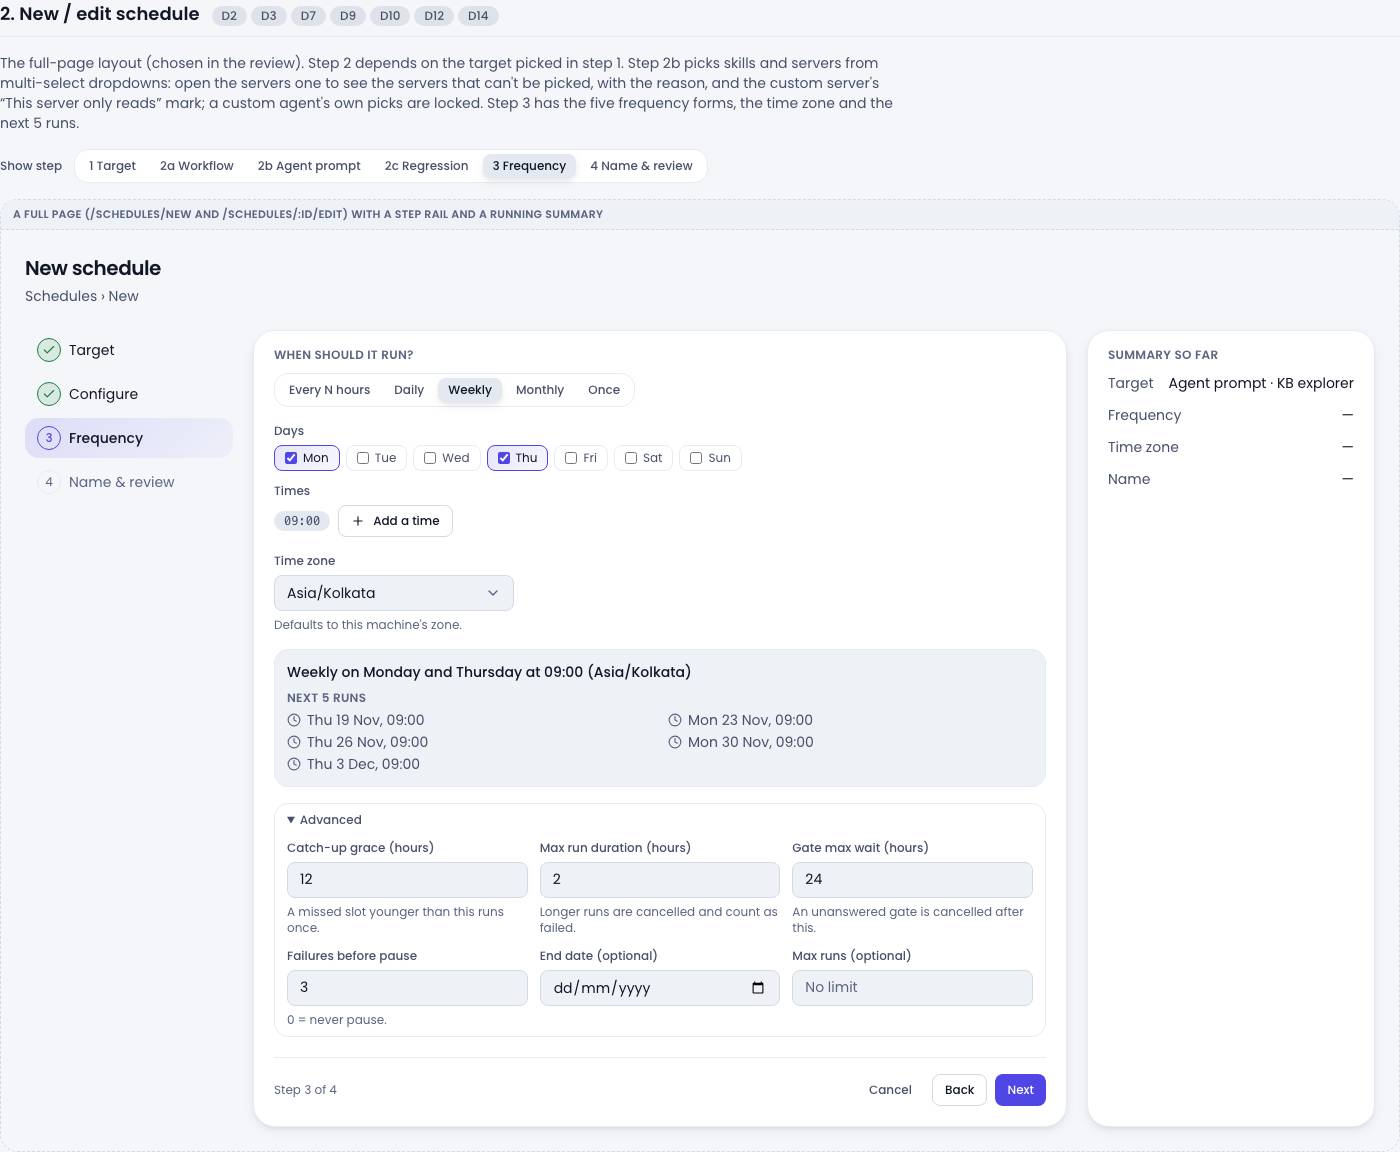 2. New / edit schedule D2 D3 D7 D9 D10 D12 D14
The full-page layout (chosen in the review). Step 2 depends on the target picked in step 1. Step 2b picks skills and servers from
multi-select dropdowns: open the servers one to see the servers that can't be picked, with the reason, and the custom server's
“This server only reads” mark; a custom agent's own picks are locked. Step 3 has the five frequency forms, the time zone and the
next 5 runs.
Show step 1 Target 2a Workflow 2b Agent prompt 2c Regression 3 Frequency 4 Name & review
A FULL PAGE (/SCHEDULES/NEW AND /SCHEDULES/:ID/EDIT) WITH A STEP RAIL AND A RUNNING SUMMARY
New schedule
Schedules › New
Target
Configure
3 Frequency
4 Name & review
WHEN SHOULD IT RUN?
Every N hours Daily Weekly Monthly Once
Days
Mon Tue Wed Thu Fri Sat Sun
Times
09:00 + Add a time
Time zone
Asia/Kolkata
Defaults to this machine's zone.
Weekly on Monday and Thursday at 09:00 (Asia/Kolkata)
NEXT 5 RUNS
Thu 19 Nov, 09:00 Mon 23 Nov, 09:00
Thu 26 Nov, 09:00 Mon 30 Nov, 09:00
Thu 3 Dec, 09:00
Advanced
Catch-up grace (hours) Max run duration (hours) Gate max wait (hours)
12 2 24
A missed slot younger than this runs once. Longer runs are cancelled and count as failed. An unanswered gate is cancelled after this.
Failures before pause End date (optional) Max runs (optional)
3 dd/mm/yyyy No limit
0 = never pause.
Step 3 of 4 Cancel Back Next
SUMMARY SO FAR
Target Agent prompt · KB explorer
Frequency —
Time zone —
Name —